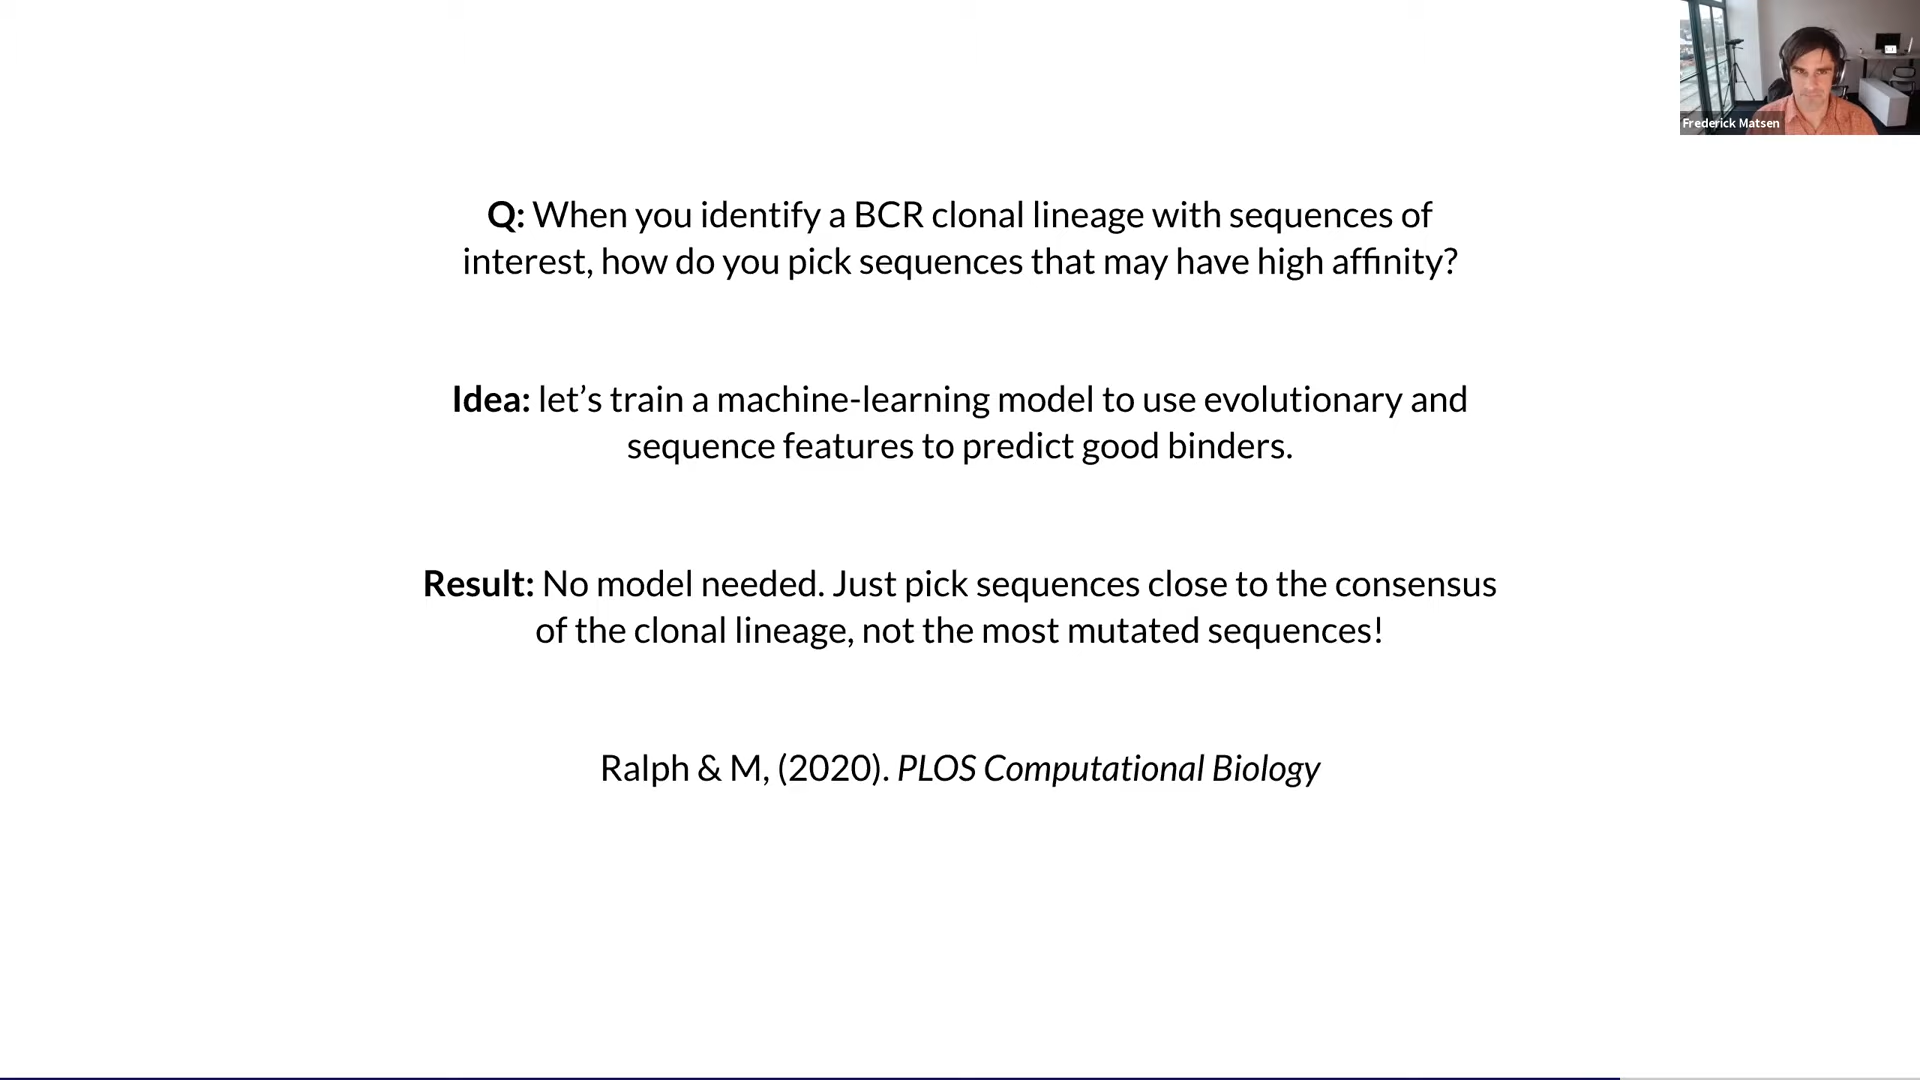 Frederick Matsen
Q: When you identify a BCR clonal lineage with sequences of
interest, how do you pick sequences that may have high affinity?
Idea: let’s train a machine-learning model to use evolutionary and
sequence features to predict good binders.
Result: No model needed. Just pick sequences close to the consensus
of the clonal lineage, not the most mutated sequences!
Ralph & M, (2020). PLOS Computational Biology